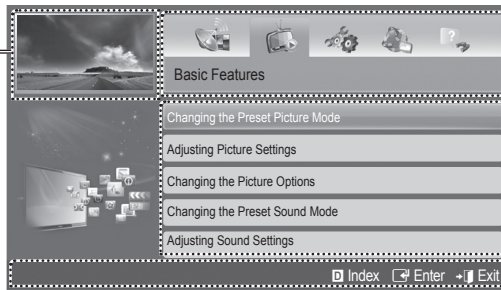 Basic Features
Changing the Preset Picture Mode
Adjusting Picture Settings
Changing the Picture Options
Changing the Preset Sound Mode
Adjusting Sound Settings
D Index Enter Exit